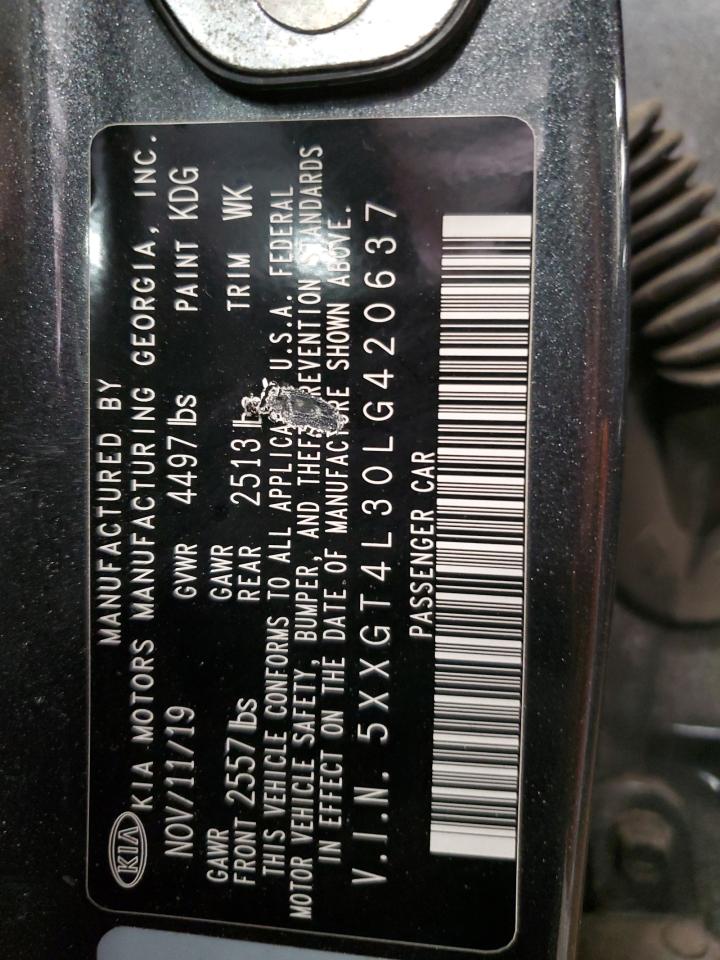 MANUFACTURED BY
KIA KIA MOTORS MANUFACTURING GEORGIA, INC.
NOV/11/19 GVWR 4497 lbs PAINT KDG
GAWR FRONT 2557 lbs GAWR REAR 2513 lbs TRIM WK
THIS VEHICLE CONFORMS TO ALL APPLICA U.S.A. FEDERAL
MOTOR VEHICLE SAFETY, BUMPER, AND THEFT PREVENTION STANDARDS
IN EFFECT ON THE DATE OF MANUFACTURE SHOWN ABOVE.
V.I.N. 5XXGT4L30LG420637
PASSENGER CAR